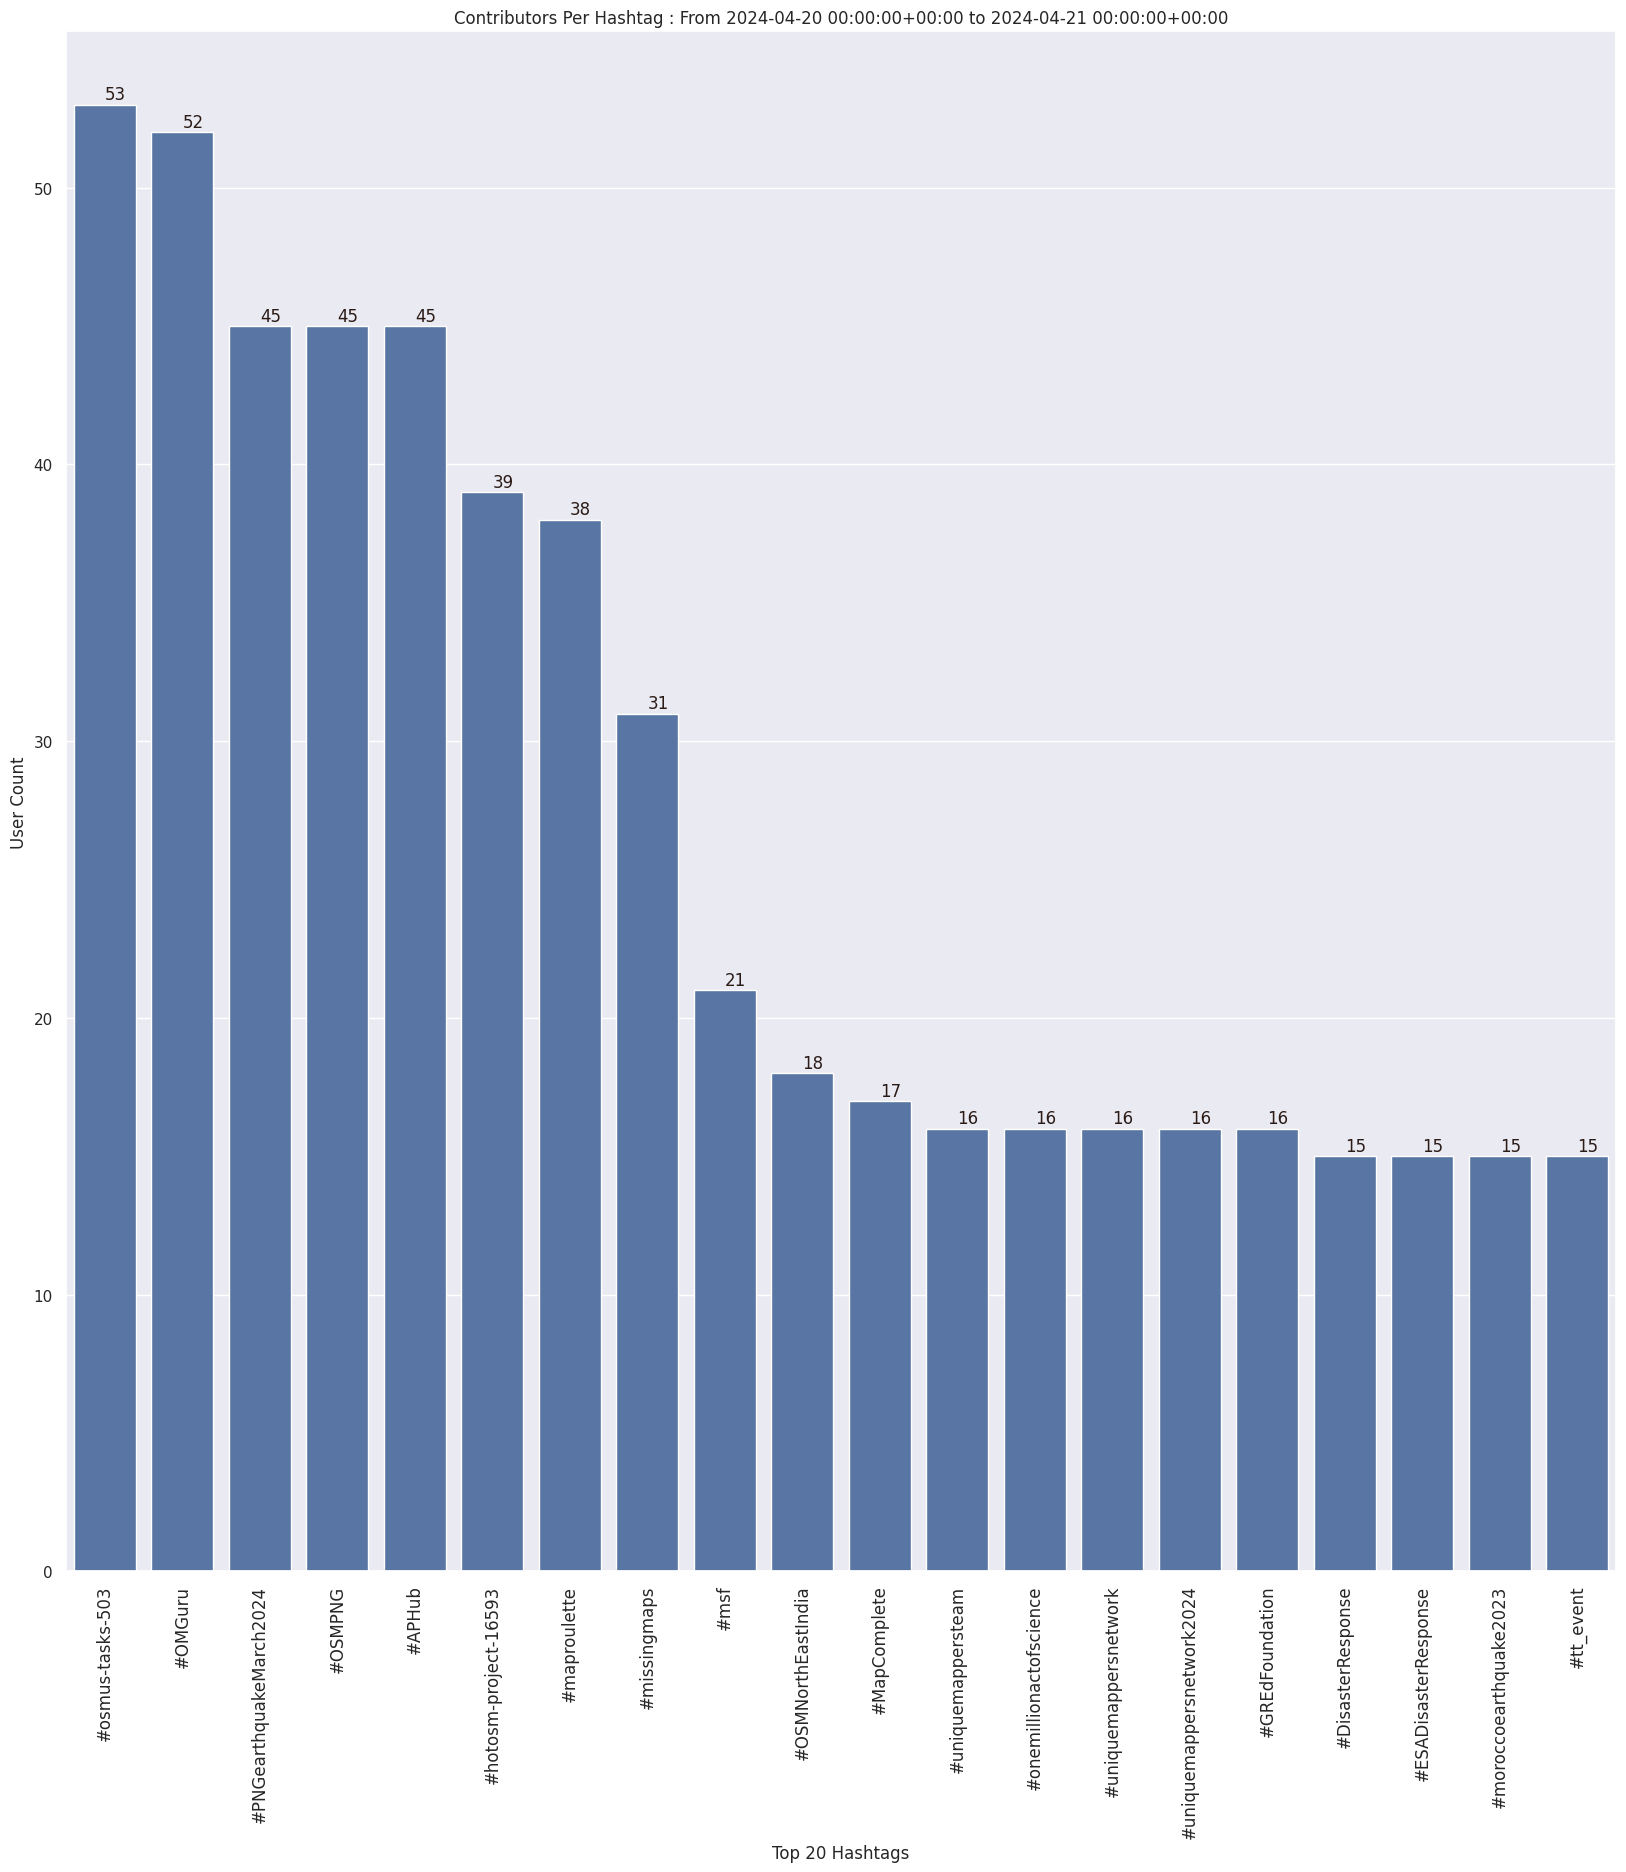 Contributors Per Hashtag : From 2024-04-20 00:00:00+00:00 to 2024-04-21 00:00:00+00:00
User Count
50
40
30
20
10
0
53
52
45
45
45
39
38
31
21
18
17
16
16
16
16
16
15
15
15
15
#osmus-tasks-503
#OMGuru
#PNGearthquakeMarch2024
#OSMPNG
#APHub
#hotosm-project-16593
#maproulette
#missingmaps
#msf
#OSMNorthEastIndia
#MapComplete
#uniquemappersteam
#onemillionactofscience
#uniquemappersnetwork
#uniquemappersnetwork2024
#GREdFoundation
#DisasterResponse
#ESADisasterResponse
#moroccoearthquake2023
#tt_event
Top 20 Hashtags